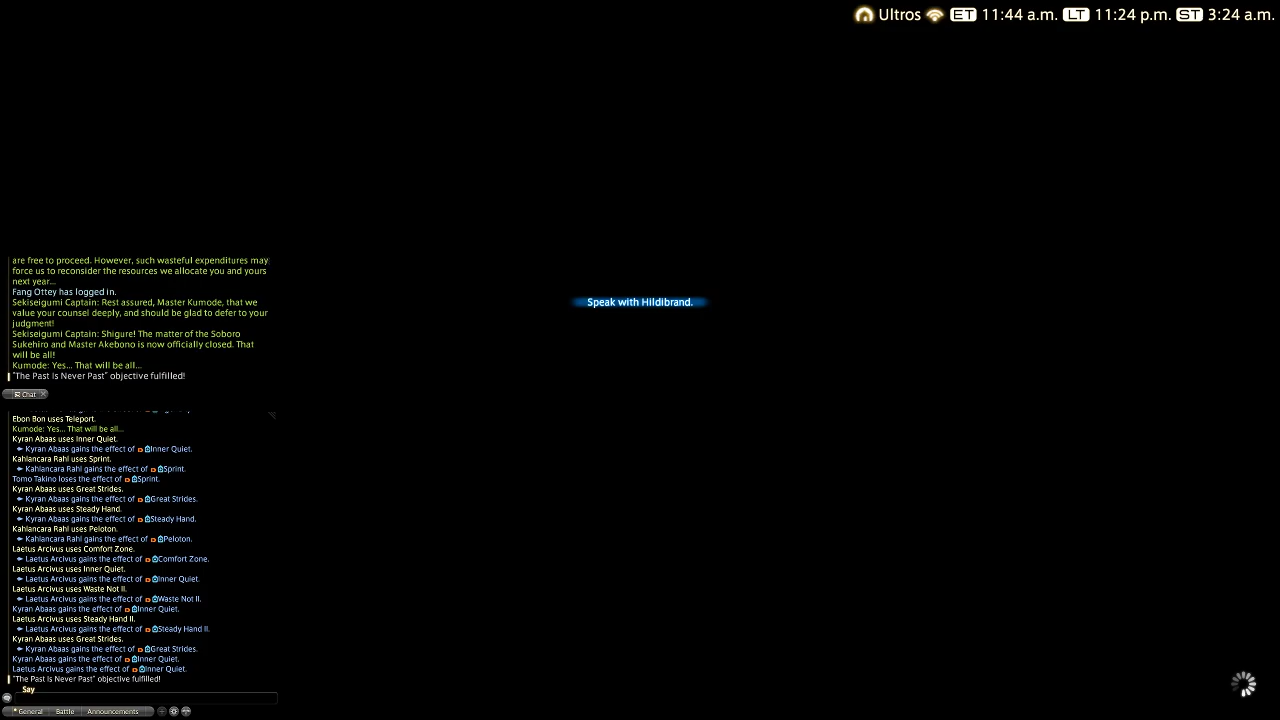 Ultros ET 11:44 a.m. LT 11:24 p.m. ST 3:24 a.m.
Speak with Hildibrand.
are free to proceed. However, such wasteful expenditures may
force us to reconsider the resources we allocate you and yours
next year...
Fang Ottey has logged in.
Sekiseigumi Captain: Rest assured, Master Kumode, that we
value your counsel deeply, and should be glad to defer to your
judgment!
Sekiseigumi Captain: Shigure! The matter of the Soboro
Sukehiro and Master Akebono is now officially closed. That
will be all!
Kumode: Yes... That will be all...
"The Past Is Never Past" objective fulfilled!
Chat
Ebon Bon uses Teleport.
Kumode: Yes... That will be all...
Kyran Abaas uses Inner Quiet.
Kyran Abaas gains the effect of Inner Quiet.
Kahlancara Rahl uses Sprint.
Kahlancara Rahl gains the effect of Sprint.
Tomo Takino loses the effect of Sprint.
Kyran Abaas uses Great Strides.
Kyran Abaas gains the effect of Great Strides.
Kyran Abaas uses Steady Hand.
Kyran Abaas gains the effect of Steady Hand.
Kahlancara Rahl uses Peloton.
Kahlancara Rahl gains the effect of Peloton.
Laetus Arcivus uses Comfort Zone.
Laetus Arcivus gains the effect of Comfort Zone.
Laetus Arcivus uses Inner Quiet.
Laetus Arcivus gains the effect of Inner Quiet.
Laetus Arcivus uses Waste Not II.
Laetus Arcivus gains the effect of Waste Not II.
Kyran Abaas gains the effect of Inner Quiet.
Laetus Arcivus uses Steady Hand II.
Laetus Arcivus gains the effect of Steady Hand II.
Kyran Abaas uses Great Strides.
Kyran Abaas gains the effect of Great Strides.
Kyran Abaas gains the effect of Inner Quiet.
Laetus Arcivus gains the effect of Inner Quiet.
"The Past Is Never Past" objective fulfilled!
Say
General Battle Announcements